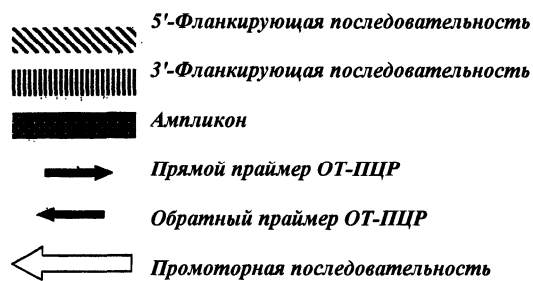 5'-Фланкирующая последовательность
3'-Фланкирующая последовательность
Ампликон
Прямой праймер ОТ-ПЦР
Обратный праймер ОТ-ПЦР
Промоторная последовательность